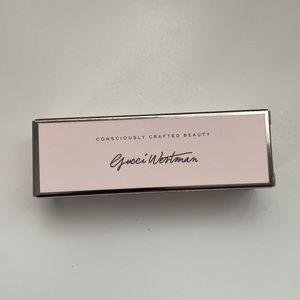 CONSCIOUSLY CRAFTED BEAUTY
Gucci Westman